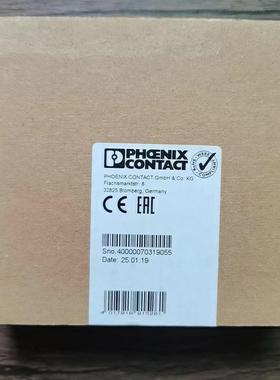 PHŒNIX
CONTACT
PHOENIX CONTACT GmbH & Co. KG
Flachsmarktstr. 8
32825 Blomberg, Germany
CE EAC
Sno.40000070319055
Date: 25.01.19